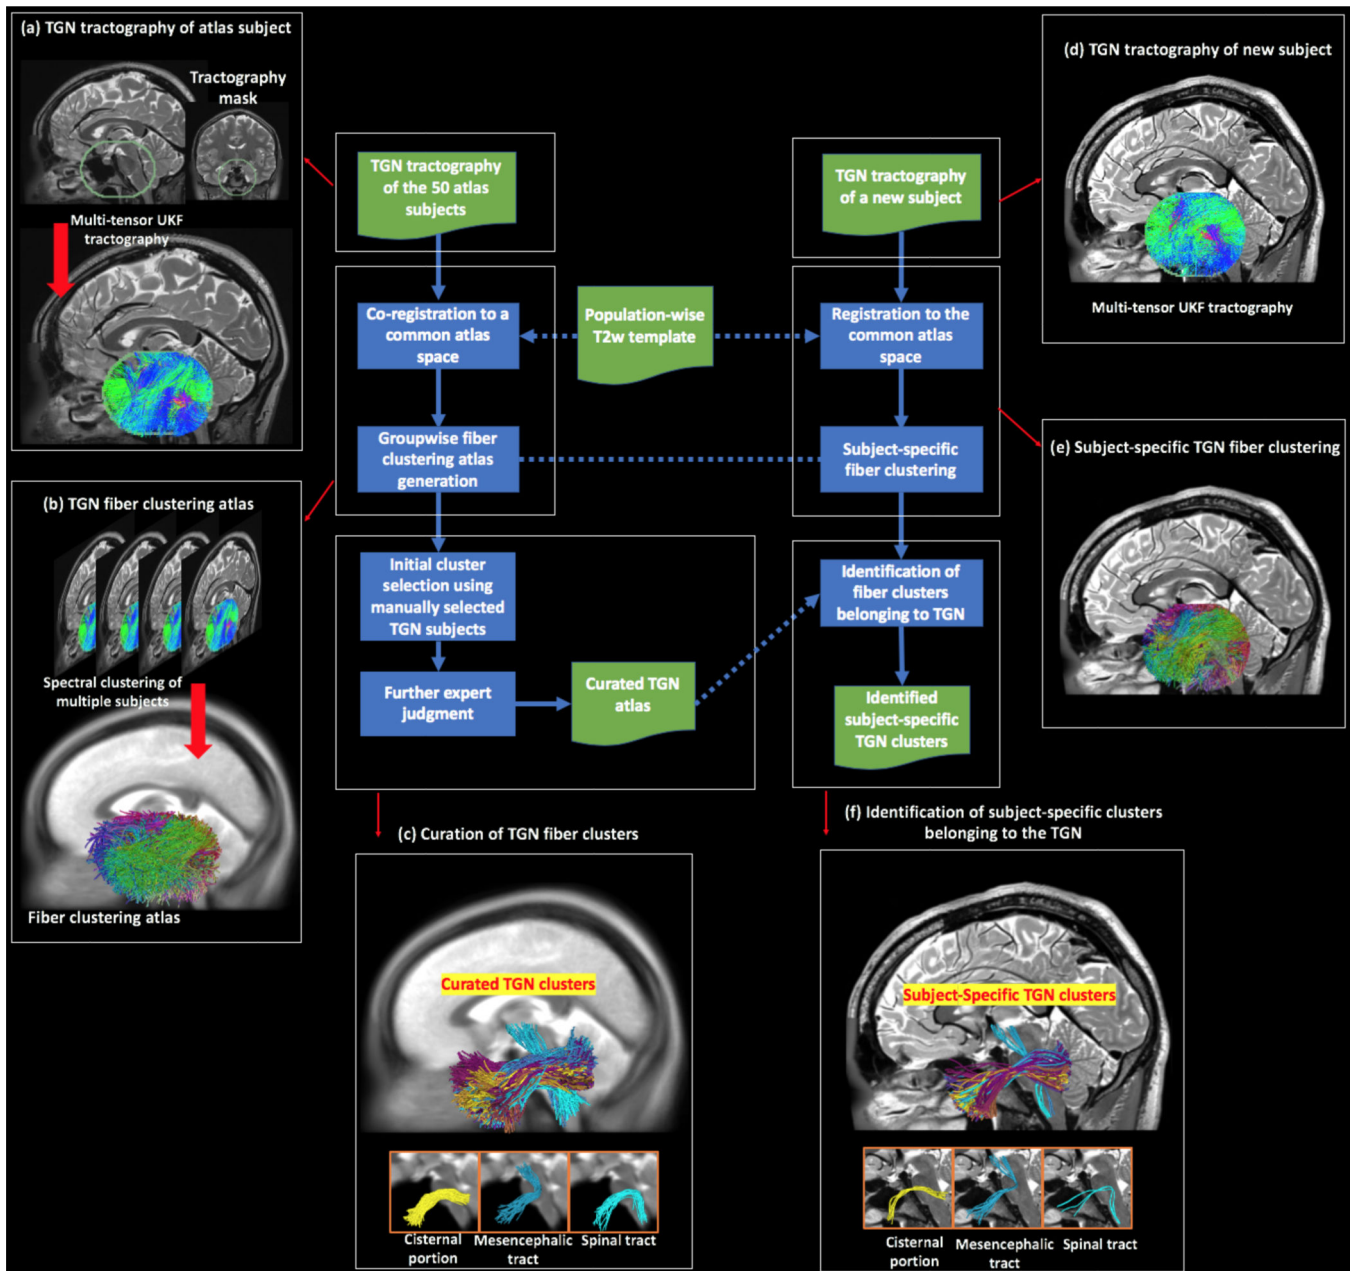 (a) TGN tractography of atlas subject
Tractography
mask
Multi-tensor UKF
tractography
(b) TGN fiber clustering atlas
Spectral clustering of
multiple subjects
Fiber clustering atlas
TGN tractography
of the 50 atlas
subjects
Co-registration to a
common atlas
space
Groupwise fiber
clustering atlas
generation
Initial cluster
selection using
manually selected
TGN subjects
Further expert
judgment
Curated TGN
atlas
Population-wise
T2w template
TGN tractography
of a new subject
Registration to the
common atlas
space
Subject-specific
fiber clustering
Identification of
fiber clusters
belonging to TGN
Identified
subject-specific
TGN clusters
(c) Curation of TGN fiber clusters
Curated TGN clusters
Cisternal
portion
Mesencephalic
tract
Spinal tract
(d) TGN tractography of new subject
Multi-tensor UKF tractography
(e) Subject-specific TGN fiber clustering
(f) Identification of subject-specific clusters
belonging to the TGN
Subject-Specific TGN clusters
Cisternal
portion
Mesencephalic
tract
Spinal tract